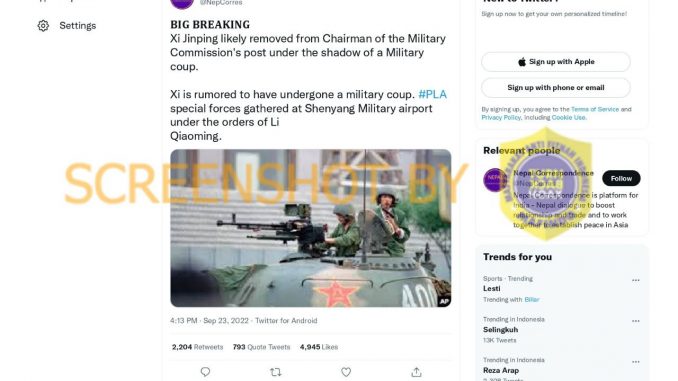 @NepCorres
BIG BREAKING
Xi Jinping likely removed from Chairman of the Military
Commission's post under the shadow of a Military
coup.
Xi is rumored to have undergone a military coup. #PLA
special forces gathered at Shenyang Military airport
under the orders of Li
Qiaoming.
AP
4:13 PM · Sep 23, 2022 · Twitter for Android
2,204 Retweets 793 Quote Tweets 4,945 Likes
Settings
SCREENSHOT BY
Sign up now to get your own personalized timeline!
Sign up with Apple
Sign up with phone or email
By signing up, you agree to the Terms of Service and
Privacy Policy, including Cookie Use.
Relevant people
Nepal Correspondence
@NepCorres
Follow
Nepal Correspondence is platform for
India - Nepal dialogue to boost
relationship and trade and to work
together to establish peace in Asia
Trends for you
Sports · Trending
Lesti
Trending with Billar
Trending in Indonesia
Selingkuh
13K Tweets
Trending in Indonesia
Reza Arap